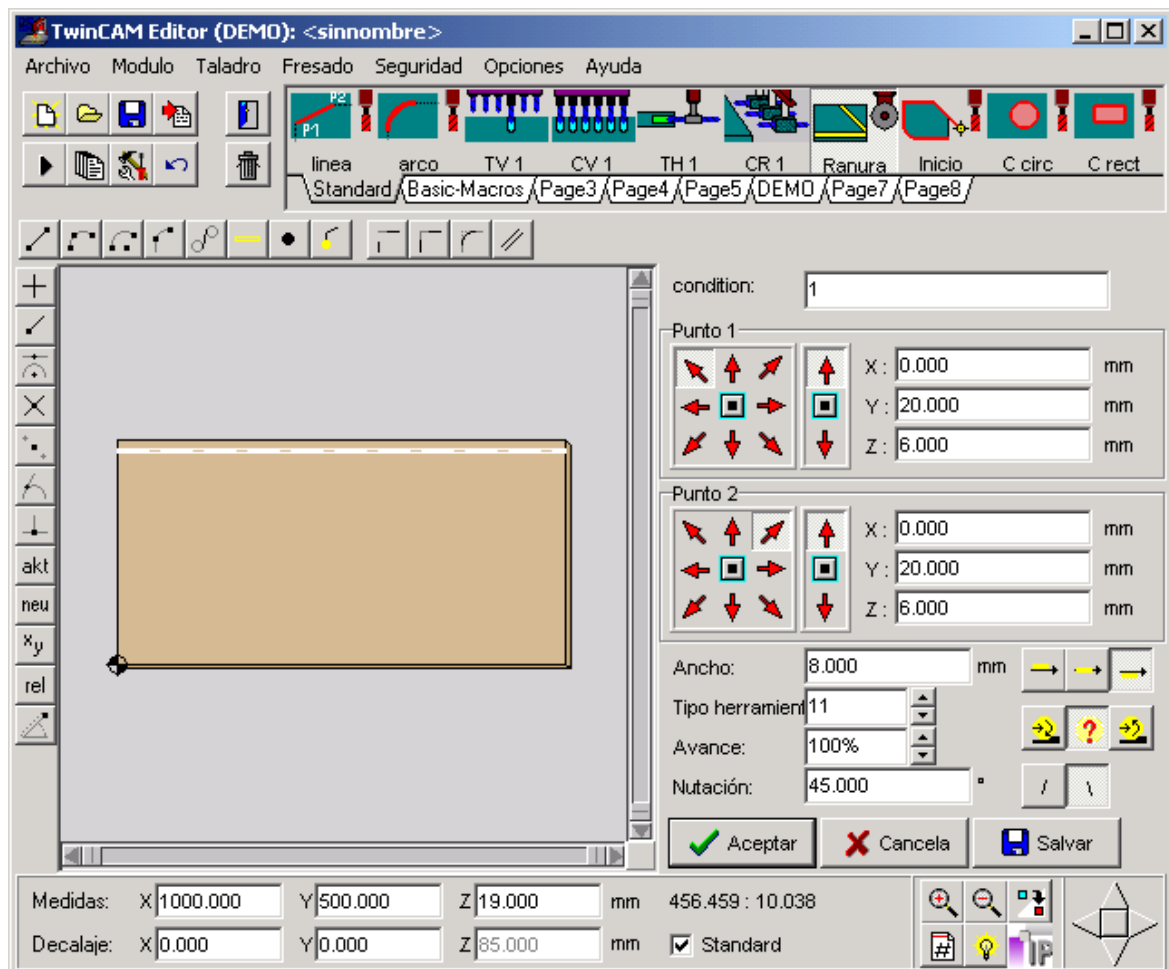 TwinCAM Editor (DEMO): <sinnombre>
Archivo Modulo Taladro Fresado Seguridad Opciones Ayuda
P1 P2
linea arco TV 1 CV 1 TH 1 CR 1 Ranura Inicio C circ C rect
Standard Basic-Macros Page3 Page4 Page5 DEMO Page7 Page8
condition: 1
Punto 1
X : 0.000 mm
Y : 20.000 mm
Z : 6.000 mm
Punto 2
X : 0.000 mm
Y : 20.000 mm
Z : 6.000 mm
akt
neu
xy
rel
Ancho: 8.000 mm
Tipo herramient 11
?
Avance: 100%
Nutación: 45.000 °
/ \
Aceptar Cancela Salvar
Medidas: X 1000.000 Y 500.000 Z 19.000 mm 456.459 : 10.038
Decalaje: X 0.000 Y 0.000 Z 85.000 mm Standard
# IP